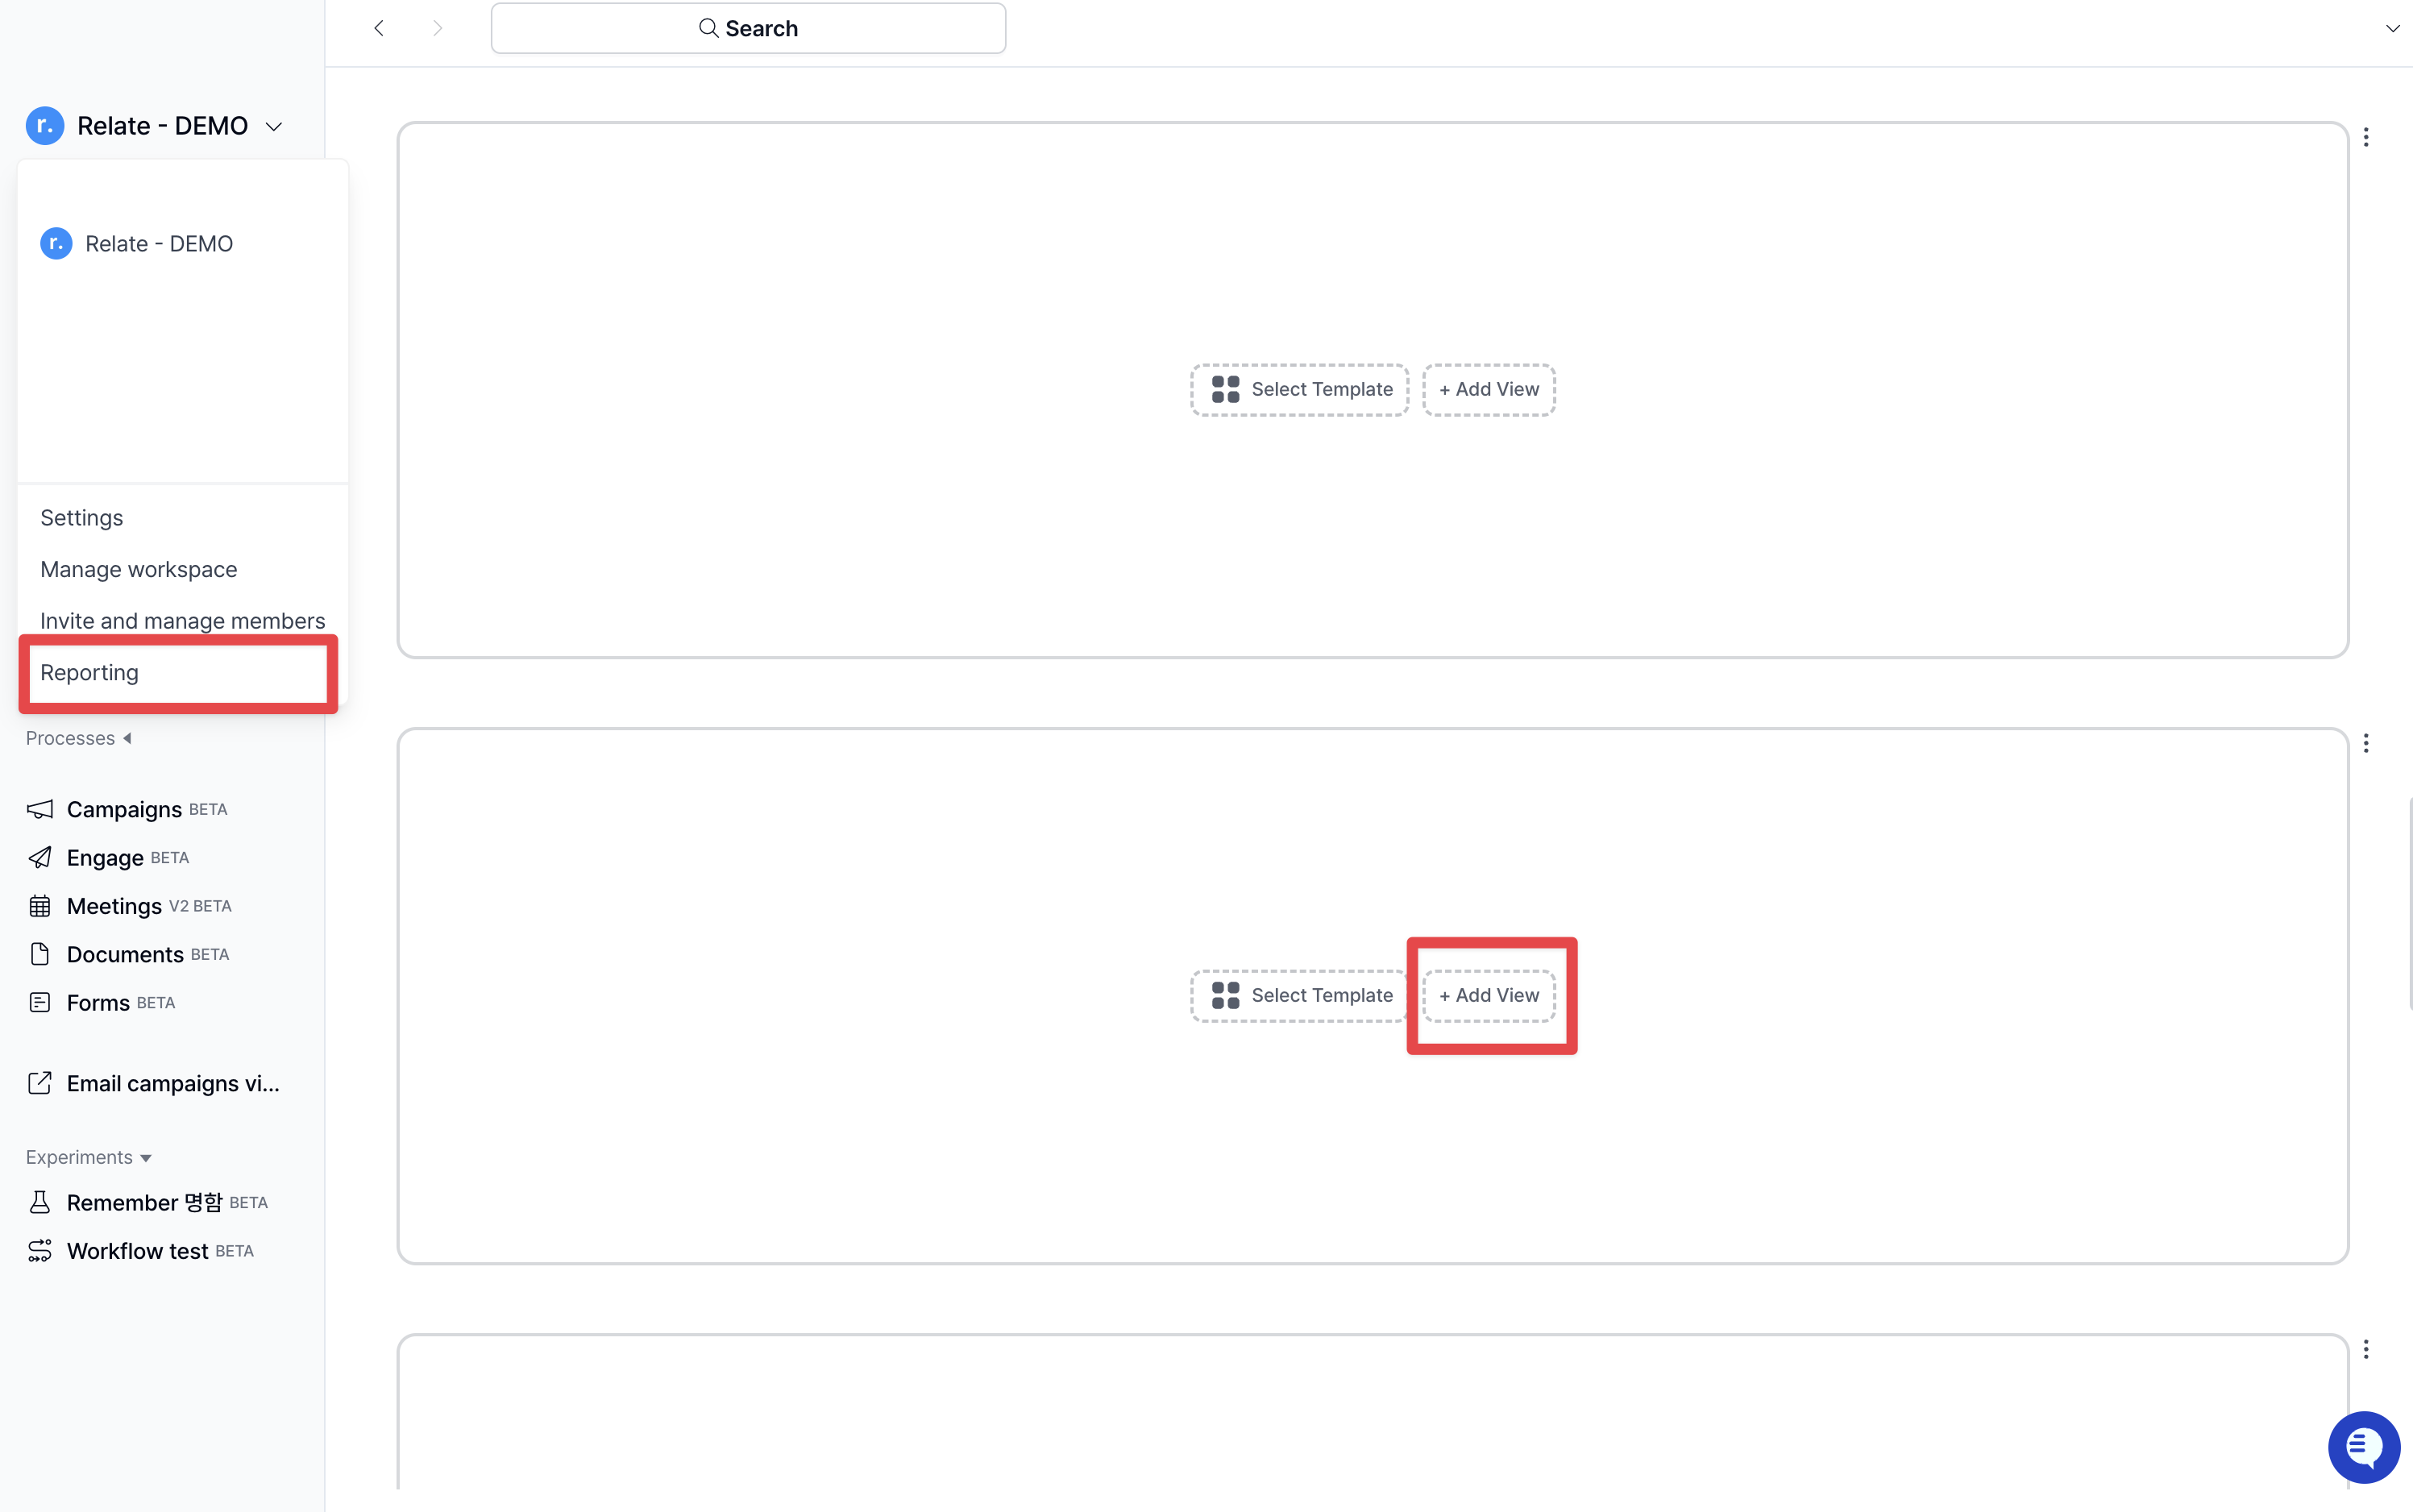 Search
r. Relate - DEMO
r. Relate - DEMO
Settings
Manage workspace
Invite and manage members
Reporting
Processes
Campaigns BETA
Engage BETA
Meetings V2 BETA
Documents BETA
Forms BETA
Email campaigns vi...
Experiments
Remember 명함 BETA
Workflow test BETA
Select Template + Add View
Select Template + Add View